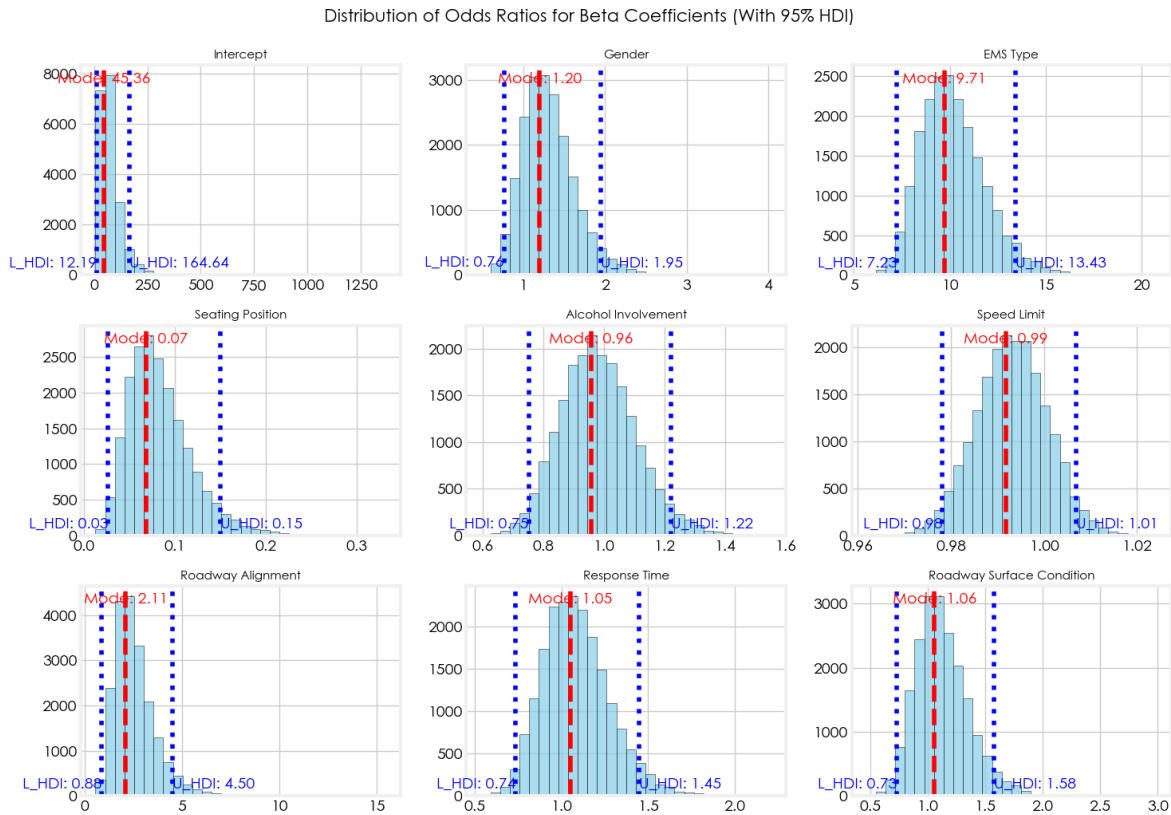 Distribution of Odds Ratios for Beta Coefficients (With 95% HDI)
Intercept
Mode: 45.36
8000
6000
4000
2000
0
L_HDI: 12.19
U_HDI: 164.64
0 250 500 750 1000 1250
Gender
Mode: 1.20
3000
2000
1000
0
L_HDI: 0.76
U_HDI: 1.95
1 2 3 4
EMS Type
Mode: 9.71
2500
2000
1500
1000
500
0
L_HDI: 7.23
U_HDI: 13.43
5 10 15 20
Seating Position
Mode: 0.07
2500
2000
1500
1000
500
0
L_HDI: 0.03
U_HDI: 0.15
0.0 0.1 0.2 0.3
Alcohol Involvement
Mode: 0.96
2000
1500
1000
500
0
L_HDI: 0.75
U_HDI: 1.22
0.6 0.8 1.0 1.2 1.4 1.6
Speed Limit
Mode: 0.99
2000
1500
1000
500
0
L_HDI: 0.98
U_HDI: 1.01
0.96 0.98 1.00 1.02
Roadway Alignment
Mode: 2.11
4000
3000
2000
1000
0
L_HDI: 0.88
U_HDI: 4.50
0 5 10 15
Response Time
Mode: 1.05
2000
1500
1000
500
0
L_HDI: 0.74
U_HDI: 1.45
0.5 1.0 1.5 2.0
Roadway Surface Condition
Mode: 1.06
3000
2000
1000
0
L_HDI: 0.73
U_HDI: 1.58
0.5 1.0 1.5 2.0 2.5 3.0